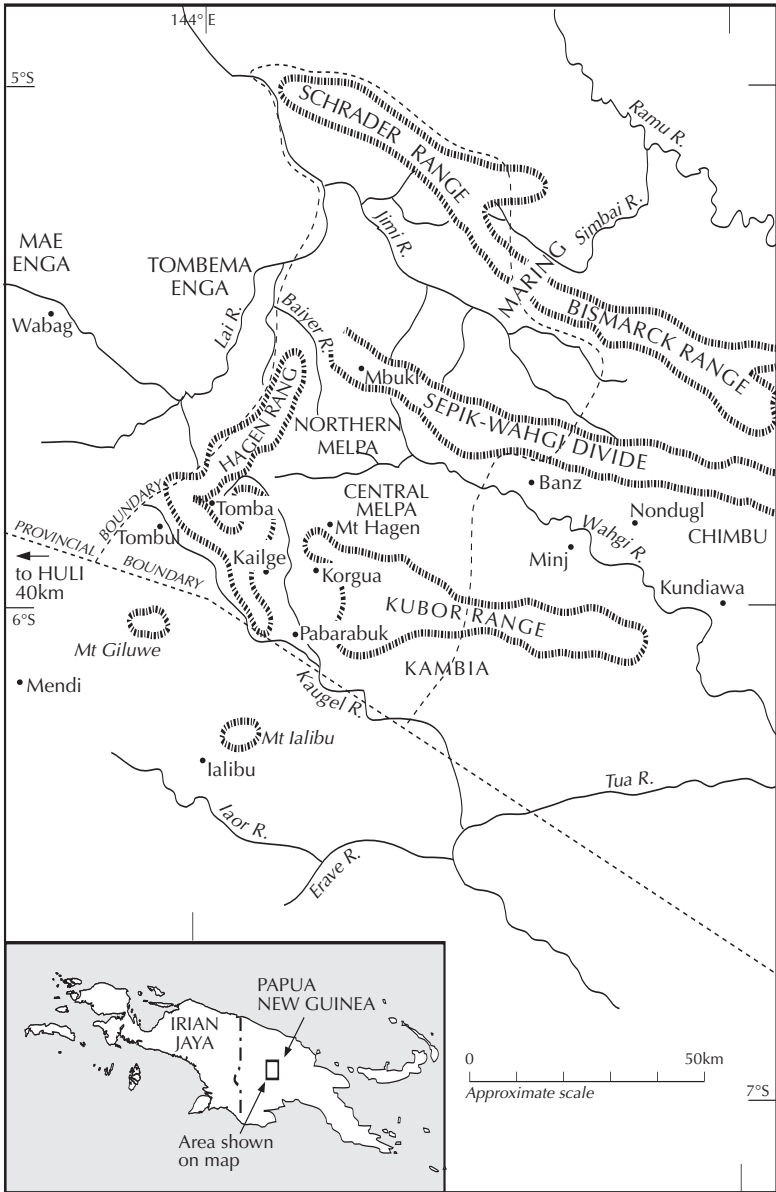 144° E
5°S
SCHRADER RANGE
Ramu R.
Simbai R.
Jimi R.
MAE
ENGA
TOMBEMA
ENGA
MARING
Wabag
Lai R.
Baiyer R.
BISMARCK RANGE
Mbukl
SEPIK-WAHGI DIVIDE
HAGEN RANG
NORTHERN
MELPA
BOUNDARY
CENTRAL
MELPA
Banz
Tomba
Mt Hagen
Nondugl
CHIMBU
PROVINCIAL
BOUNDARY
Tombul
Wahgi R.
Kailge
Minj
to HULI
40km
Korgua
Kundiawa
6°S
KUBOR RANGE
Mt Giluwe
Pabarabuk
KAMBIA
Mendi
Kaugel R.
Mt Ialibu
Ialibu
Tua R.
Iaor R.
Erave R.
PAPUA
NEW GUINEA
IRIAN
JAYA
Area shown
on map
0
50km
Approximate scale
7°S